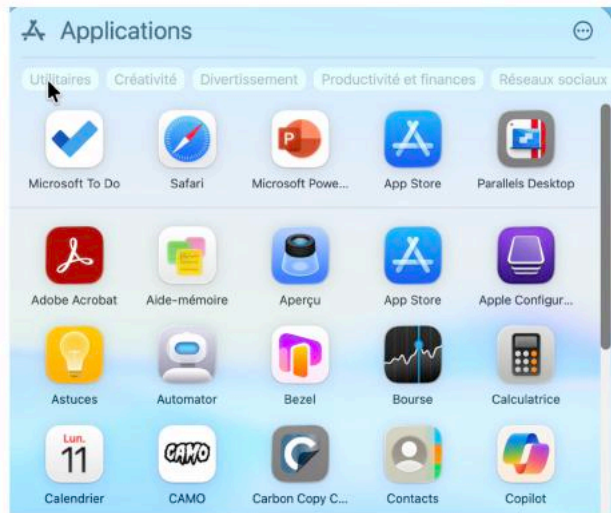 Applications
Utilitaires Créativité Divertissement Productivité et finances Réseaux sociaux
Microsoft To Do Safari Microsoft Powe... App Store Parallels Desktop
Adobe Acrobat Aide-mémoire Aperçu App Store Apple Configur...
Astuces Automator Bezel Bourse Calculatrice
Lun.
11 CAMO
Calendrier CAMO Carbon Copy C... Contacts Copilot